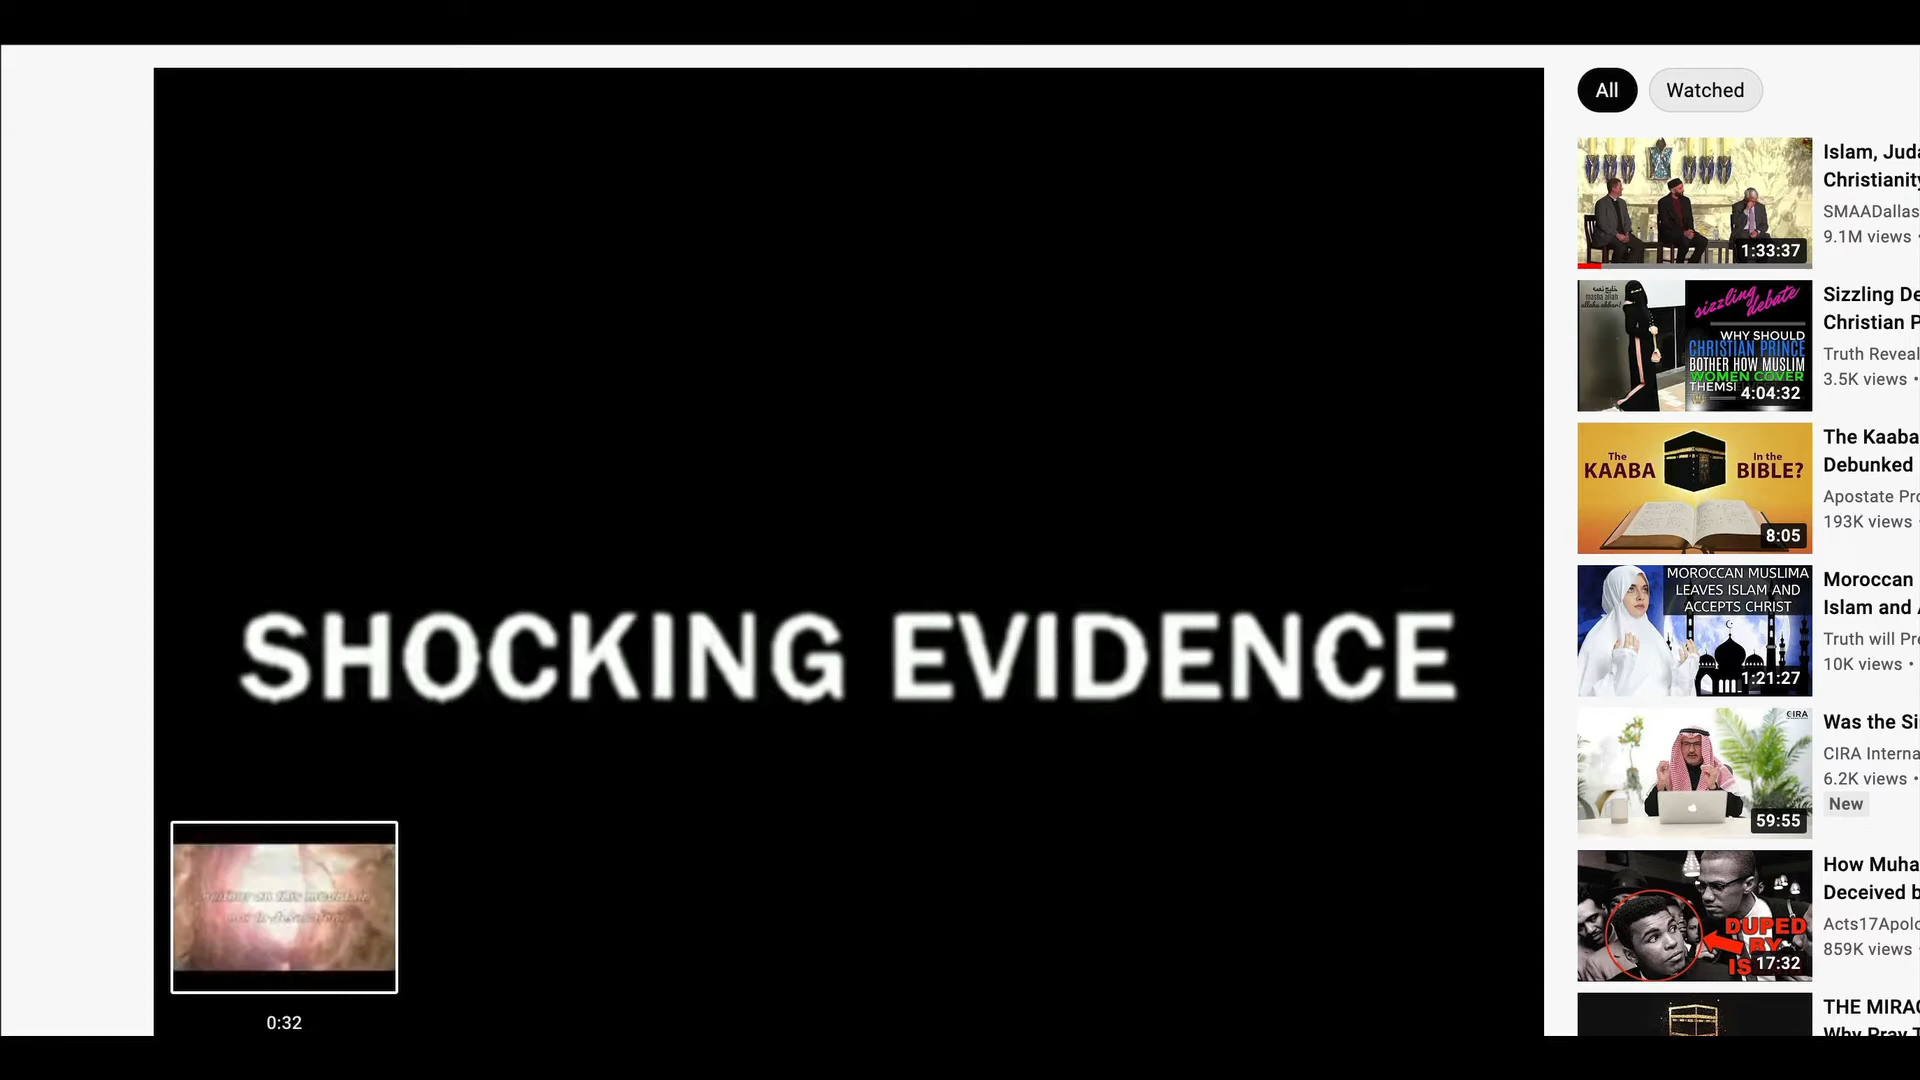 SHOCKING EVIDENCE
0:32
All
Watched
1:33:37
Islam, Juda
Christianity
SMAADallas
9.1M views •
sizzling
debate
WHY SHOULD
CHRISTIAN PRINCE
BOTHER HOW MUSLIM
WOMEN COVER
THEMS
4:04:32
Sizzling De
Christian P
Truth Reveal
3.5K views •
The
KAABA
In the
BIBLE?
8:05
The Kaaba
Debunked
Apostate Pro
193K views
MOROCCAN MUSLIMA
LEAVES ISLAM AND
ACCEPTS CHRIST
1:21:27
Moroccan
Islam and
Truth will Pre
10K views •
CIRA
59:55
Was the Si
CIRA Interna
6.2K views •
New
DUPED
BY
IS
17:32
How Muha
Deceived b
Acts17Apolo
859K views
THE MIRAC
Why Pray T